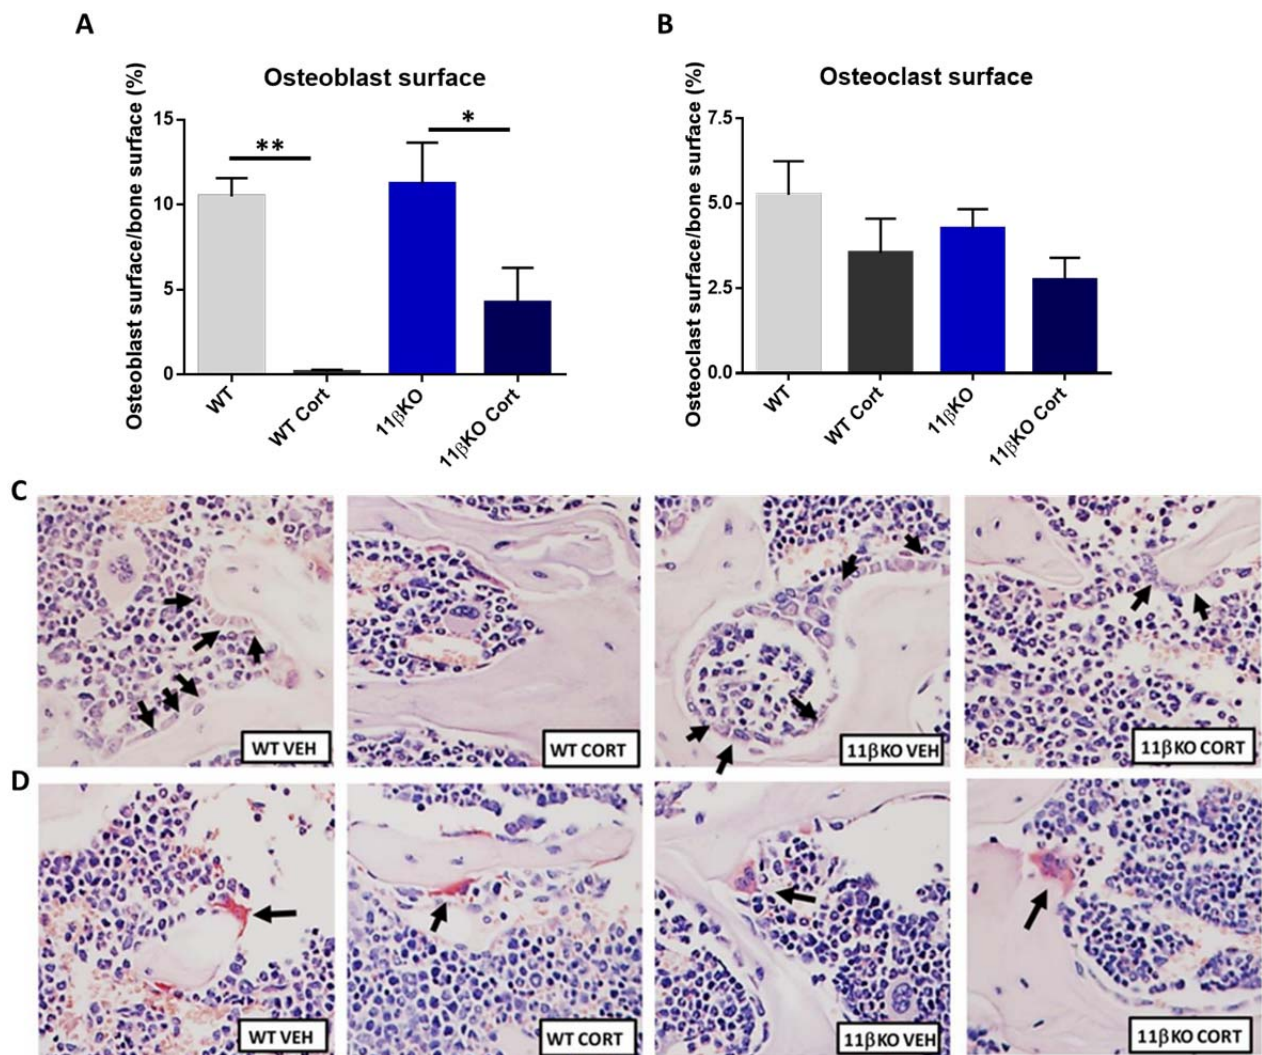 A
B
Osteoblast surface
Osteoclast surface
Osteoblast surface/bone surface (%)
15
10
5
0
**
*
WT
WT Cort
11βKO
11βKO Cort
Osteoclast surface/bone surface (%)
7.5
5.0
2.5
0.0
WT
WT Cort
11βKO
11βKO Cort
C
WT VEH
WT CORT
11βKO VEH
11βKO CORT
D
WT VEH
WT CORT
11βKO VEH
11βKO CORT